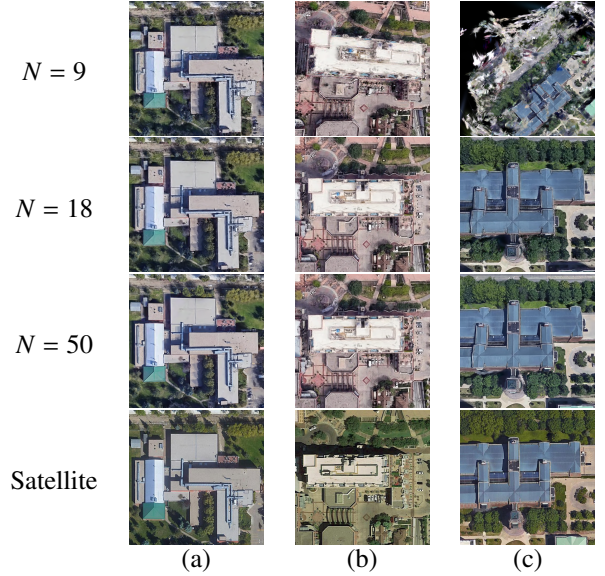 N = 9
N = 18
N = 50
Satellite
(a) (b) (c)